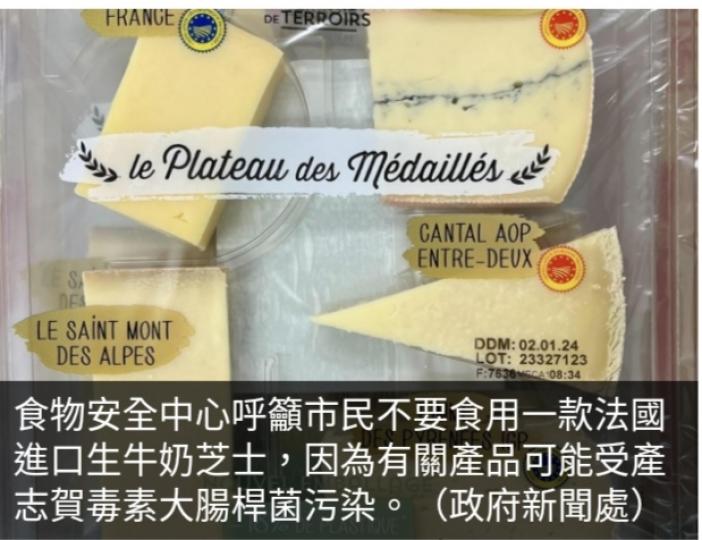 FRANCE
DE TERROIRS
le Plateau des Médaillés
CANTAL AOP
ENTRE-DEUX
LE SAINT MONT
DES ALPES
DDM: 02.01.24
LOT: 23327123
食物安全中心呼籲市民不要食用一款法國
進口生牛奶芝士，因為有關產品可能受產
志賀毒素大腸桿菌污染。（政府新聞處）